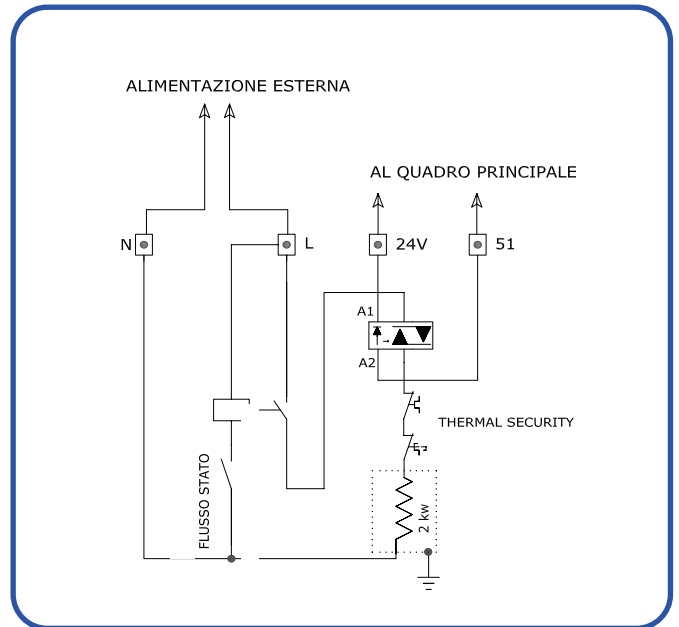 ALIMENTAZIONE ESTERNA
AL QUADRO PRINCIPALE
N
L
24V
51
A1
A2
THERMAL SECURITY
FLUSSO STATO
2 kw